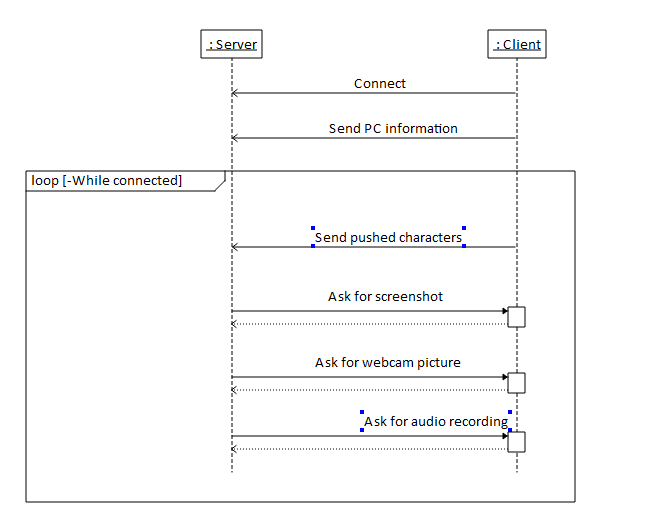 : Server
: Client
Connect
Send PC information
loop [-While connected]
Send pushed characters
Ask for screenshot
Ask for webcam picture
Ask for audio recording